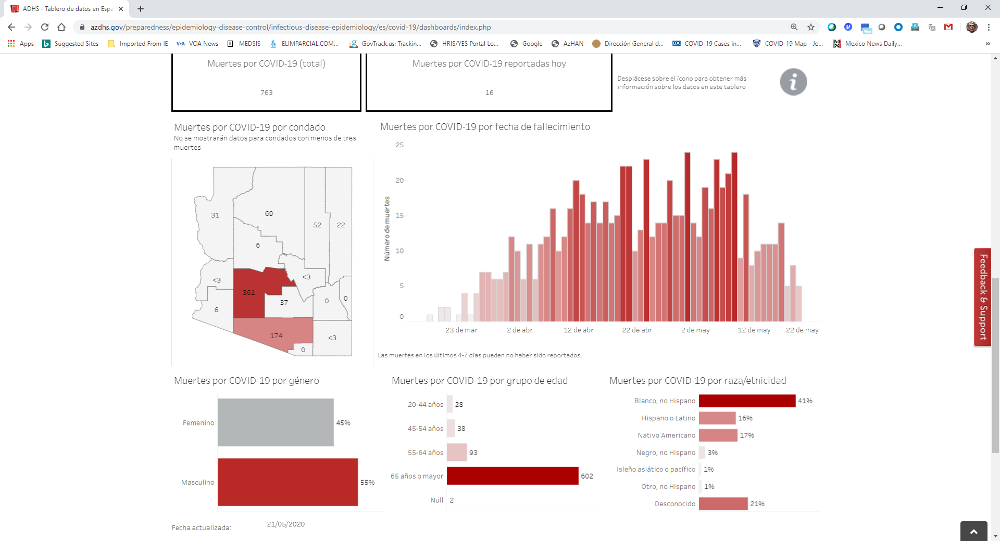 ADHS - Tablero de datos en Espa
azdhs.gov/preparedness/epidemiology-disease-control/infectious-disease-epidemiology/es/covid-19/dashboards/index.php
9m
Apps Suggested Sites Imported From IE VOA VOA News MEDSIS ELIMPARCIAL.COM... GovTrack.us: Trackin... HRIS/YES Portal Lo... Google AzHAN Dirección General d... CDC COVID-19 Cases in... COVID-19 Map - Jo... Mexico News Daily... »
Muertes por COVID-19 (total)
763
Muertes por COVID-19 reportadas hoy
16
Desplácese sobre el ícono para obtener más
información sobre los datos en este tablero
i
Muertes por COVID-19 por condado
No se mostrarán datos para condados con menos de tres
muertes
31
69
52
22
6
<3
<3
361
37
0
0
6
174
<3
0
Muertes por COVID-19 por fecha de fallecimiento
Número de muertes
25
20
15
10
5
0
23 de mar 2 de abr 12 de abr 22 de abr 2 de may 12 de may 22 de may
Las muertes en los últimos 4-7 días pueden no haber sido reportados.
Feedback & Support
Muertes por COVID-19 por género
Femenino 45%
Masculino 55%
Muertes por COVID-19 por grupo de edad
20-44 años 28
45-54 años 38
55-64 años 93
65 años o mayor 602
Null 2
Muertes por COVID-19 por raza/etnicidad
Blanco, no Hispano 41%
Hispano o Latino 16%
Nativo Americano 17%
Negro, no Hispano 3%
Isleño asiático o pacífico 1%
Otro, no Hispano 1%
Desconocido 21%
Fecha actualizada: 21/05/2020